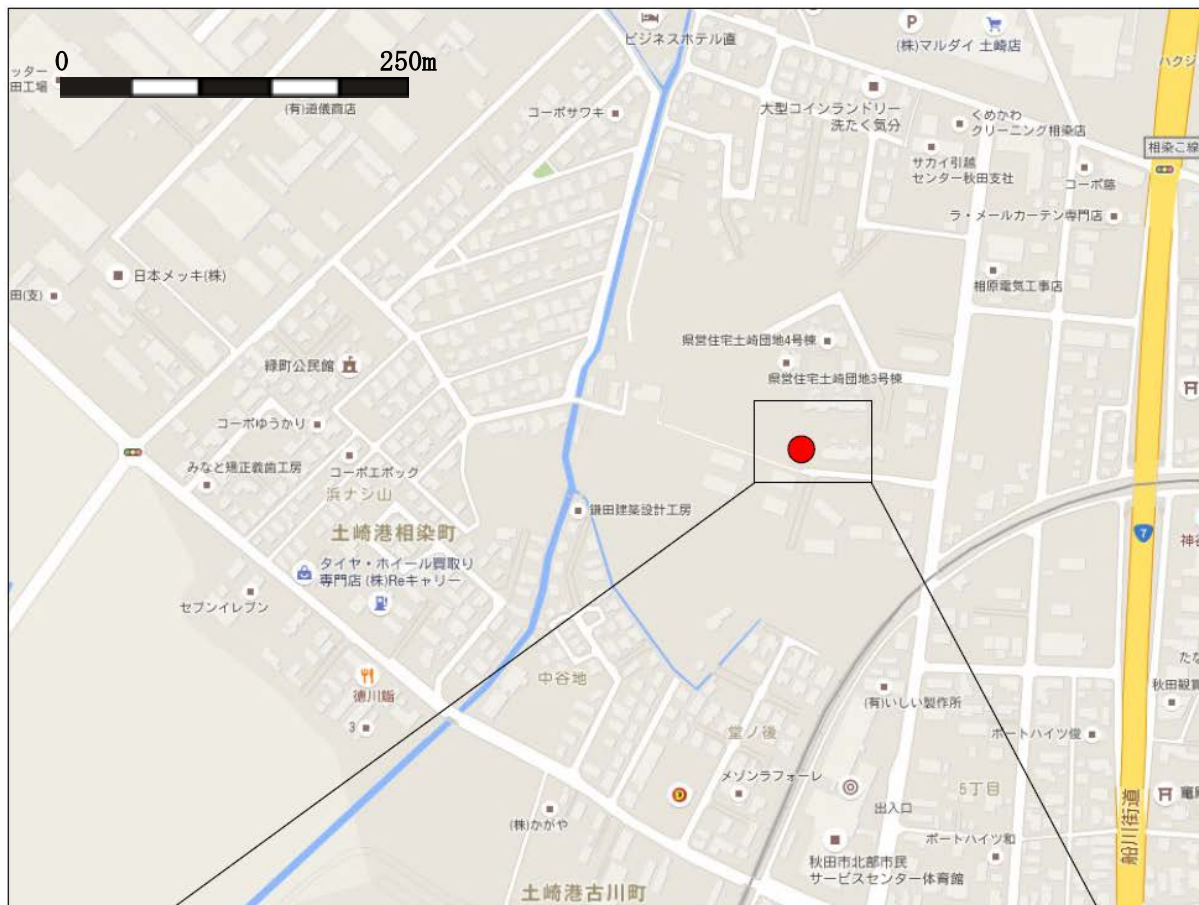 ビジネスホテル直
(株)マルダイ 土崎店
ハクジ
0 250m
ッター
田工場
(有)道儀商店
コーポサワキ
大型コインランドリー
洗たく気分
くめかわ
クリーニング相染店
サカイ引越
センター秋田支社
相染こ線
コーポ藤
ラ・メールカーテン専門店
日本メッキ(株)
田(支)
相原電気工事店
県営住宅土崎団地4号棟
県営住宅土崎団地3号棟
緑町公民館
コーポゆうかり
みなと矯正義歯工房
コーポエポック
浜ナシ山
鎌田建築設計工房
土崎港相染町
7
タイヤ・ホイール買取り
専門店 (株)Reキャリー
セブンイレブン
中谷地
徳川鮨
3
(有)いしい製作所
たな
秋田観賞
堂ノ後
ポートハイツ俊
メゾンラフォーレ
5丁目
出入口
(株)かがや
ポートハイツ和
船川街道
秋田市北部市民
サービスセンター体育館
土崎港古川町